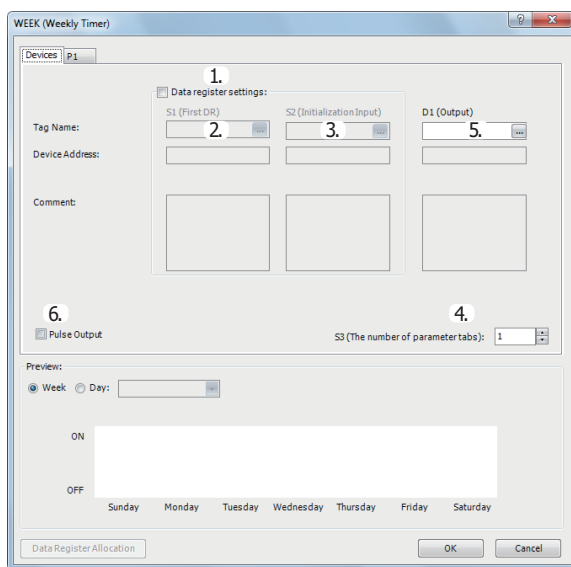 WEEK (Weekly Timer)
Devices P1
1.
Data register settings:
S1 (First DR) S2 (Initialization Input) D1 (Output)
Tag Name: 2. ... 3. ... 5. ...
Device Address:
Comment:
6. 4.
Pulse Output S3 (The number of parameter tabs): 1
Preview:
Week Day:
ON
OFF
Sunday Monday Tuesday Wednesday Thursday Friday Saturday
Data Register Allocation OK Cancel